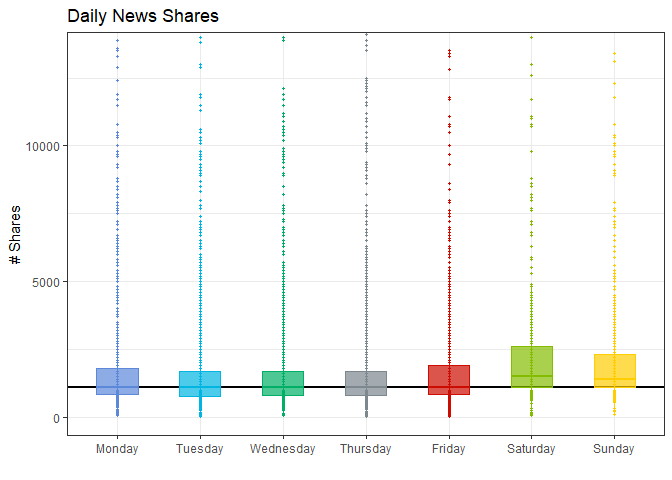 Daily News Shares
# Shares
10000
5000
0
Monday Tuesday Wednesday Thursday Friday Saturday Sunday